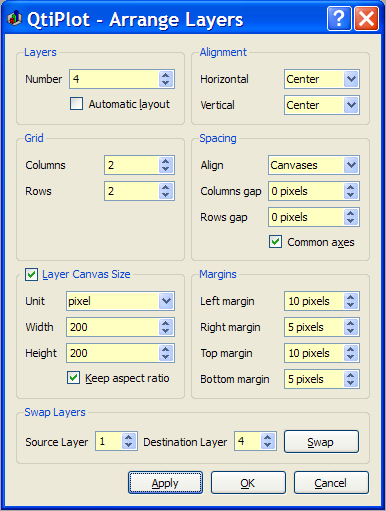 QtiPlot - Arrange Layers
Layers
Number 4
Automatic layout
Alignment
Horizontal Center
Vertical Center
Grid
Columns 2
Rows 2
Spacing
Align Canvases
Columns gap 0 pixels
Rows gap 0 pixels
Common axes
Layer Canvas Size
Unit pixel
Width 200
Height 200
Keep aspect ratio
Margins
Left margin 10 pixels
Right margin 5 pixels
Top margin 10 pixels
Bottom margin 5 pixels
Swap Layers
Source Layer 1 Destination Layer 4 Swap
Apply OK Cancel